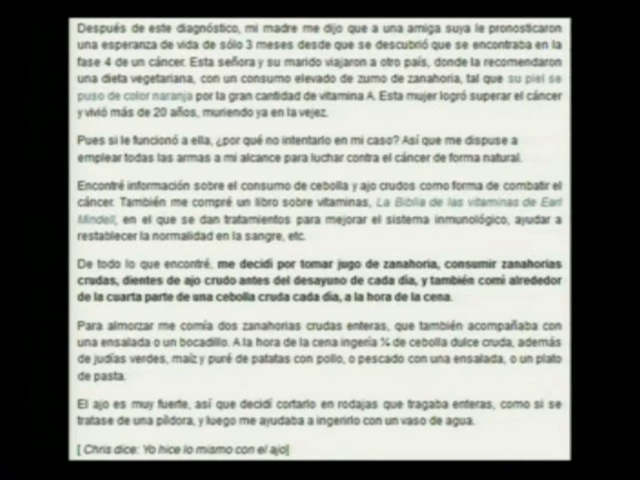 Después de este diagnóstico, mi madre me dijo que a una amiga suya le pronosticaron
una esperanza de vida de sólo 3 meses desde que se descubrió que se encontraba en la
fase 4 de un cáncer. Esta señora y su marido viajaron a otro país, donde la recomendaron
una dieta vegetariana, con un consumo elevado de zumo de zanahoria, tal que su piel se
puso de color naranja por la gran cantidad de vitamina A. Esta mujer logró superar el cáncer
y vivió más de 20 años, muriendo ya en la vejez.
Pues si le funcionó a ella, ¿por qué no intentarlo en mi caso? Así que me dispuse a
emplear todas las armas a mi alcance para luchar contra el cáncer de forma natural.
Encontré información sobre el consumo de cebolla y ajo crudos como forma de combatir el
cáncer. También me compré un libro sobre vitaminas, La Biblia de las vitaminas de Earl
Mindell, en el que se dan tratamientos para mejorar el sistema inmunológico, ayudar a
restablecer la normalidad en la sangre, etc.
De todo lo que encontré, me decidí por tomar jugo de zanahoria, consumir zanahorias
crudas, dientes de ajo crudo antes del desayuno de cada día, y también comí alrededor
de la cuarta parte de una cebolla cruda cada día, a la hora de la cena.
Para almorzar me comía dos zanahorias crudas enteras, que también acompañaba con
una ensalada o un bocadillo. A la hora de la cena ingería ¼ de cebolla dulce cruda, además
de judías verdes, maíz y puré de patatas con pollo, o pescado con una ensalada, o un plato
de pasta.
El ajo es muy fuerte, así que decidí cortarlo en rodajas que tragaba enteras, como si se
tratase de una píldora, y luego me ayudaba a ingerirlo con un vaso de agua.
[ Chris dice: Yo hice lo mismo con el ajo]